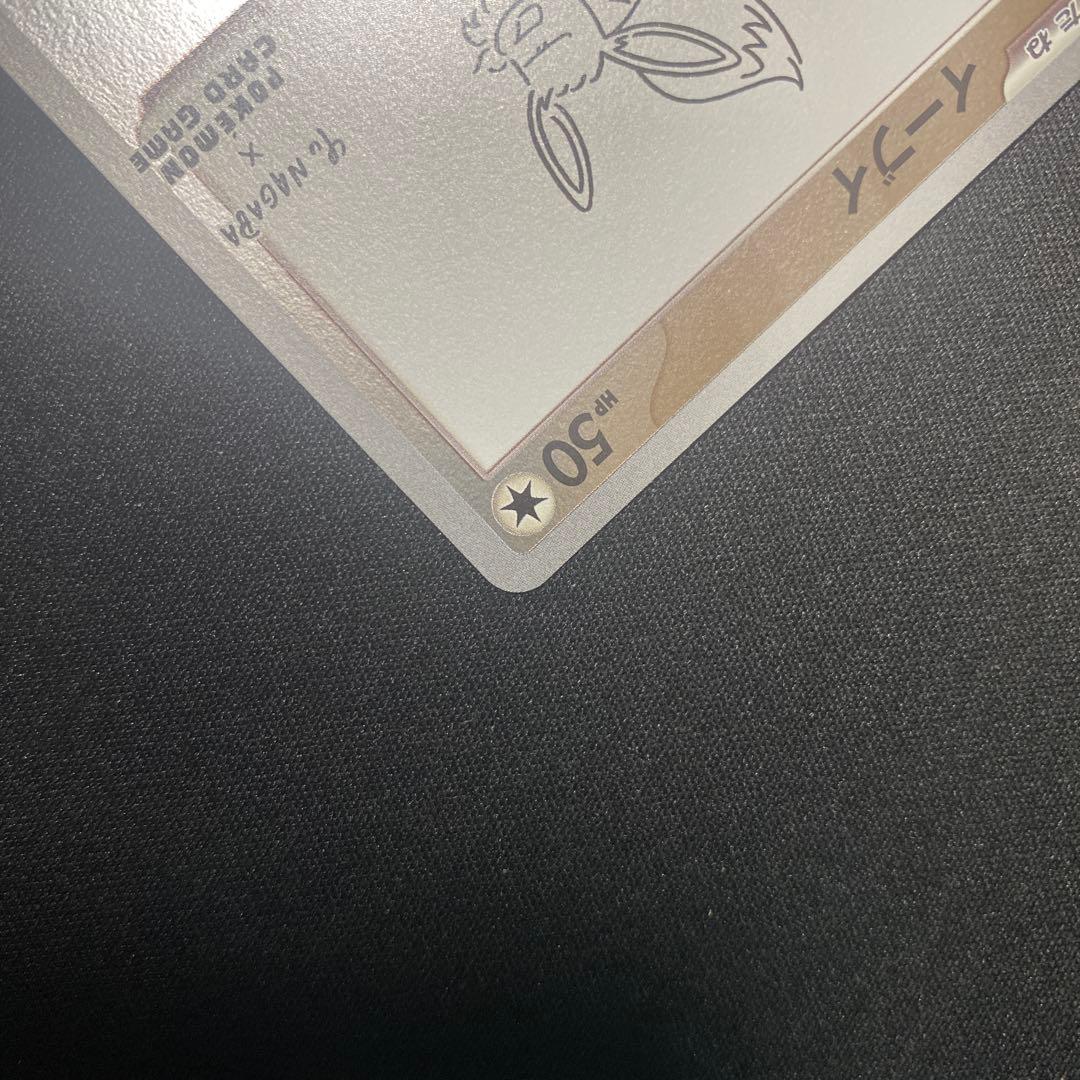 たね
イーブイ
HP50
Yu NAGABA
×
POKÉMON
CARD GAME